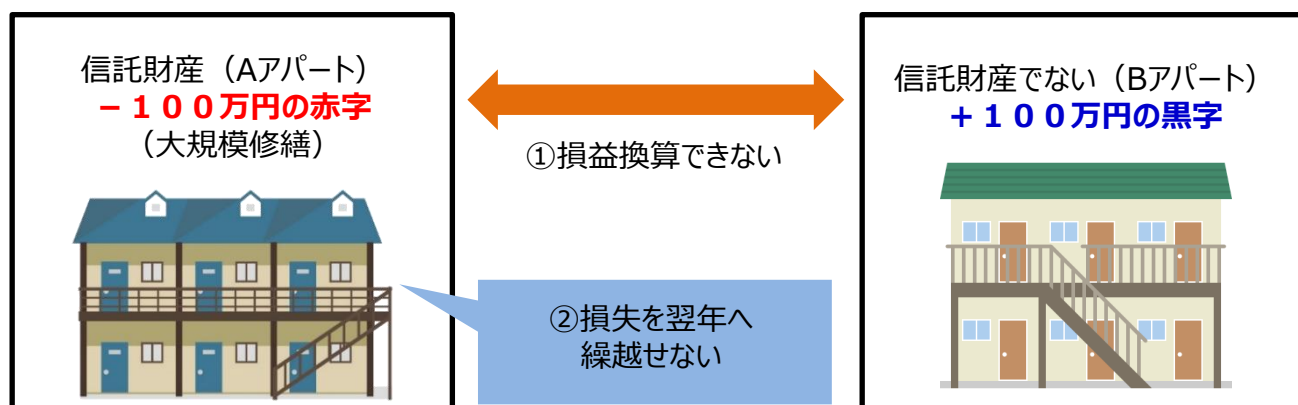 信託財産（Aアパート）
－１００万円の赤字
（大規模修繕）
①損益換算できない
②損失を翌年へ
繰越せない
信託財産でない（Bアパート）
＋１００万円の黒字